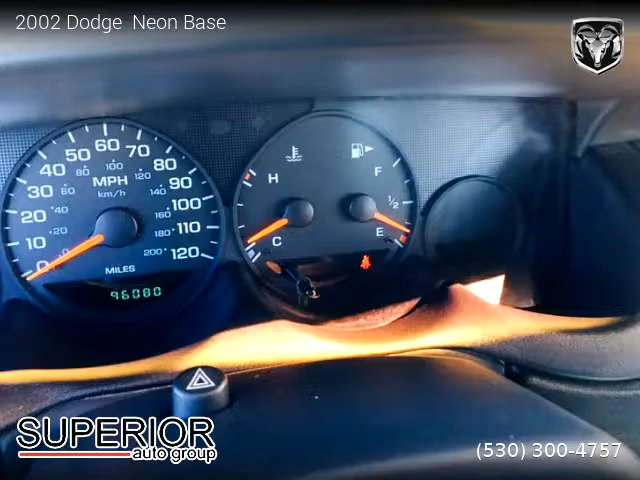 2002 Dodge Neon Base
60
50 100 70
40 80 120 80
MPH
30 60 km/h 140 90
20 40 160 100
10 20 180 110
0 0 200 120
MILES
96080
H F
1/2
C E
SUPERIOR
auto group
(530) 300-4757